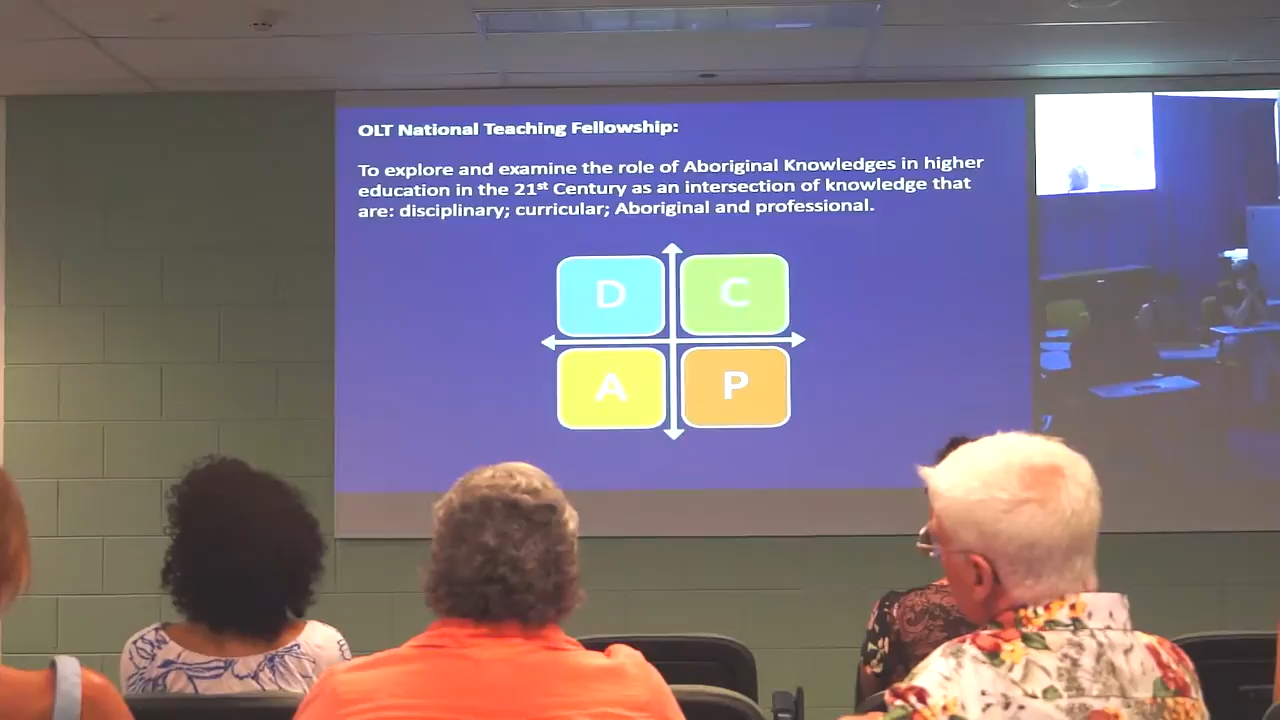 OLT National Teaching Fellowship:
To explore and examine the role of Aboriginal Knowledges in higher
education in the 21st Century as an intersection of knowledge that
are: disciplinary; curricular; Aboriginal and professional.
D C
A P